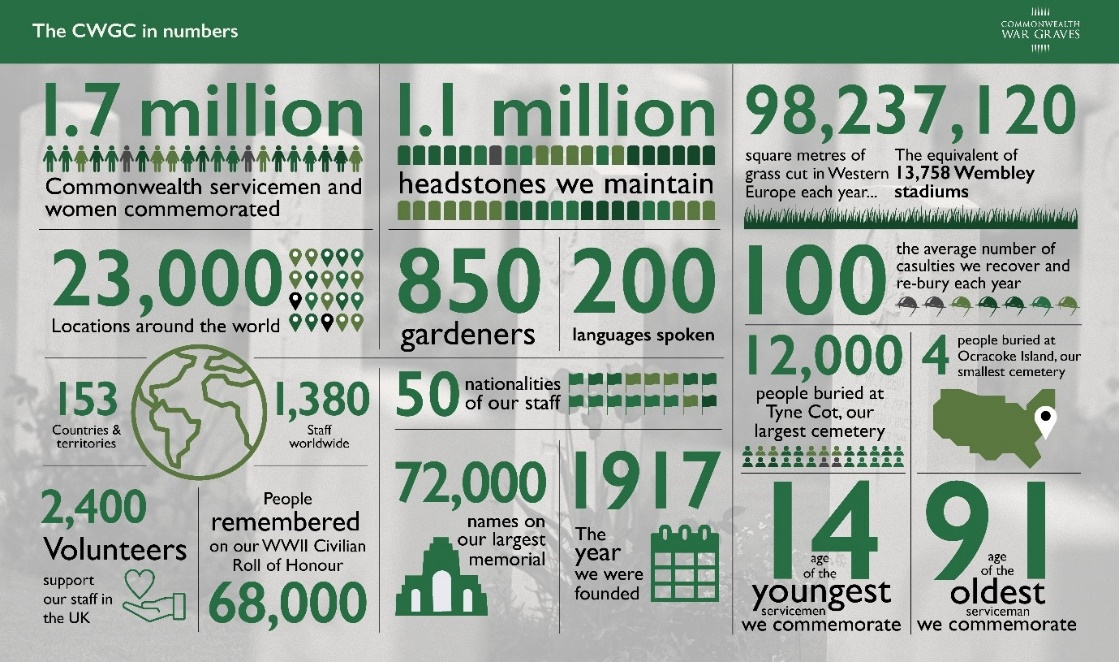 The CWGC in numbers
COMMONWEALTH
WAR GRAVES
1.7 million
Commonwealth servicemen and
women commemorated
1.1 million
headstones we maintain
98,237,120
square metres of
grass cut in Western
Europe each year...
The equivalent of
13,758 Wembley
stadiums
23,000
Locations around the world
850
gardeners
200
languages spoken
100
the average number of
casulties we recover and
re-bury each year
153
Countries &
territories
1,380
Staff
worldwide
50
nationalities
of our staff
12,000
people buried at
Tyne Cot, our
largest cemetery
4
people buried at
Ocracoke Island, our
smallest cemetery
2,400
Volunteers
support
our staff in
the UK
People
remembered
on our WWII Civilian
Roll of Honour
68,000
72,000
names on
our largest
memorial
1917
The
year
we were
founded
14
age
of the
youngest
servicemen
we commemorate
91
age
of the
oldest
serviceman
we commemorate